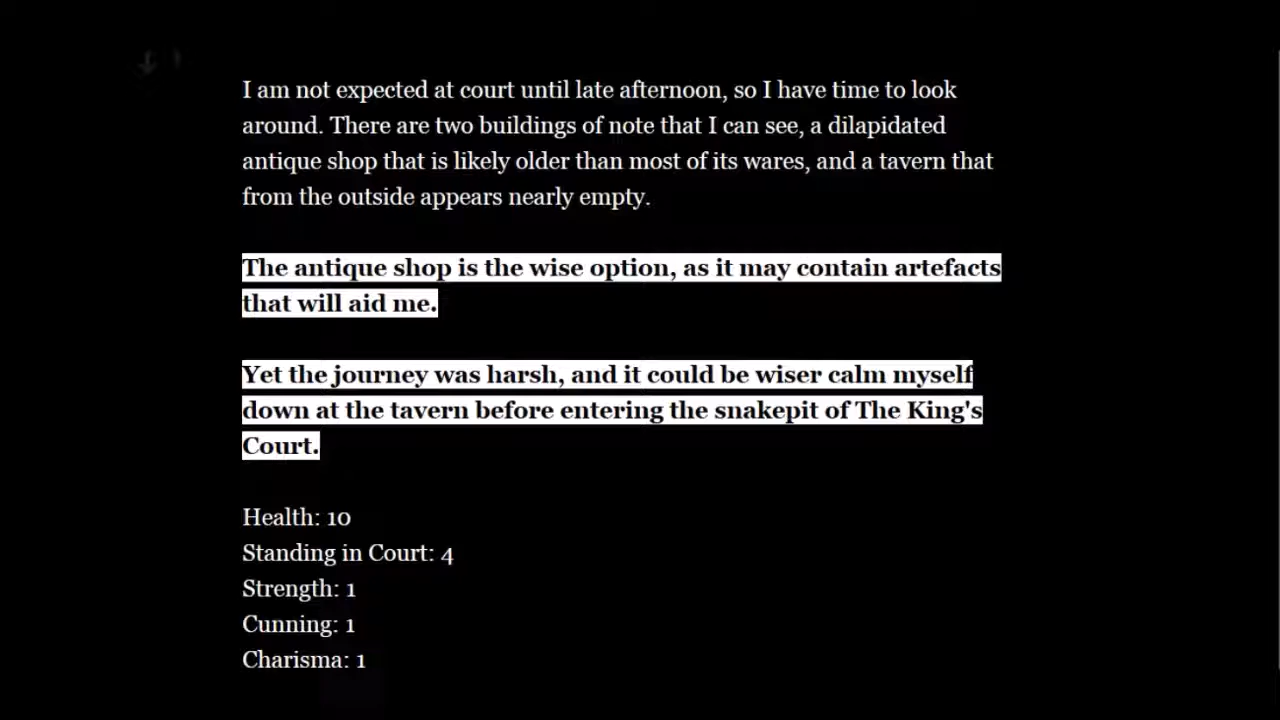 I am not expected at court until late afternoon, so I have time to look
around. There are two buildings of note that I can see, a dilapidated
antique shop that is likely older than most of its wares, and a tavern that
from the outside appears nearly empty.
The antique shop is the wise option, as it may contain artefacts
that will aid me.
Yet the journey was harsh, and it could be wiser calm myself
down at the tavern before entering the snakepit of The King's
Court.
Health: 10
Standing in Court: 4
Strength: 1
Cunning: 1
Charisma: 1